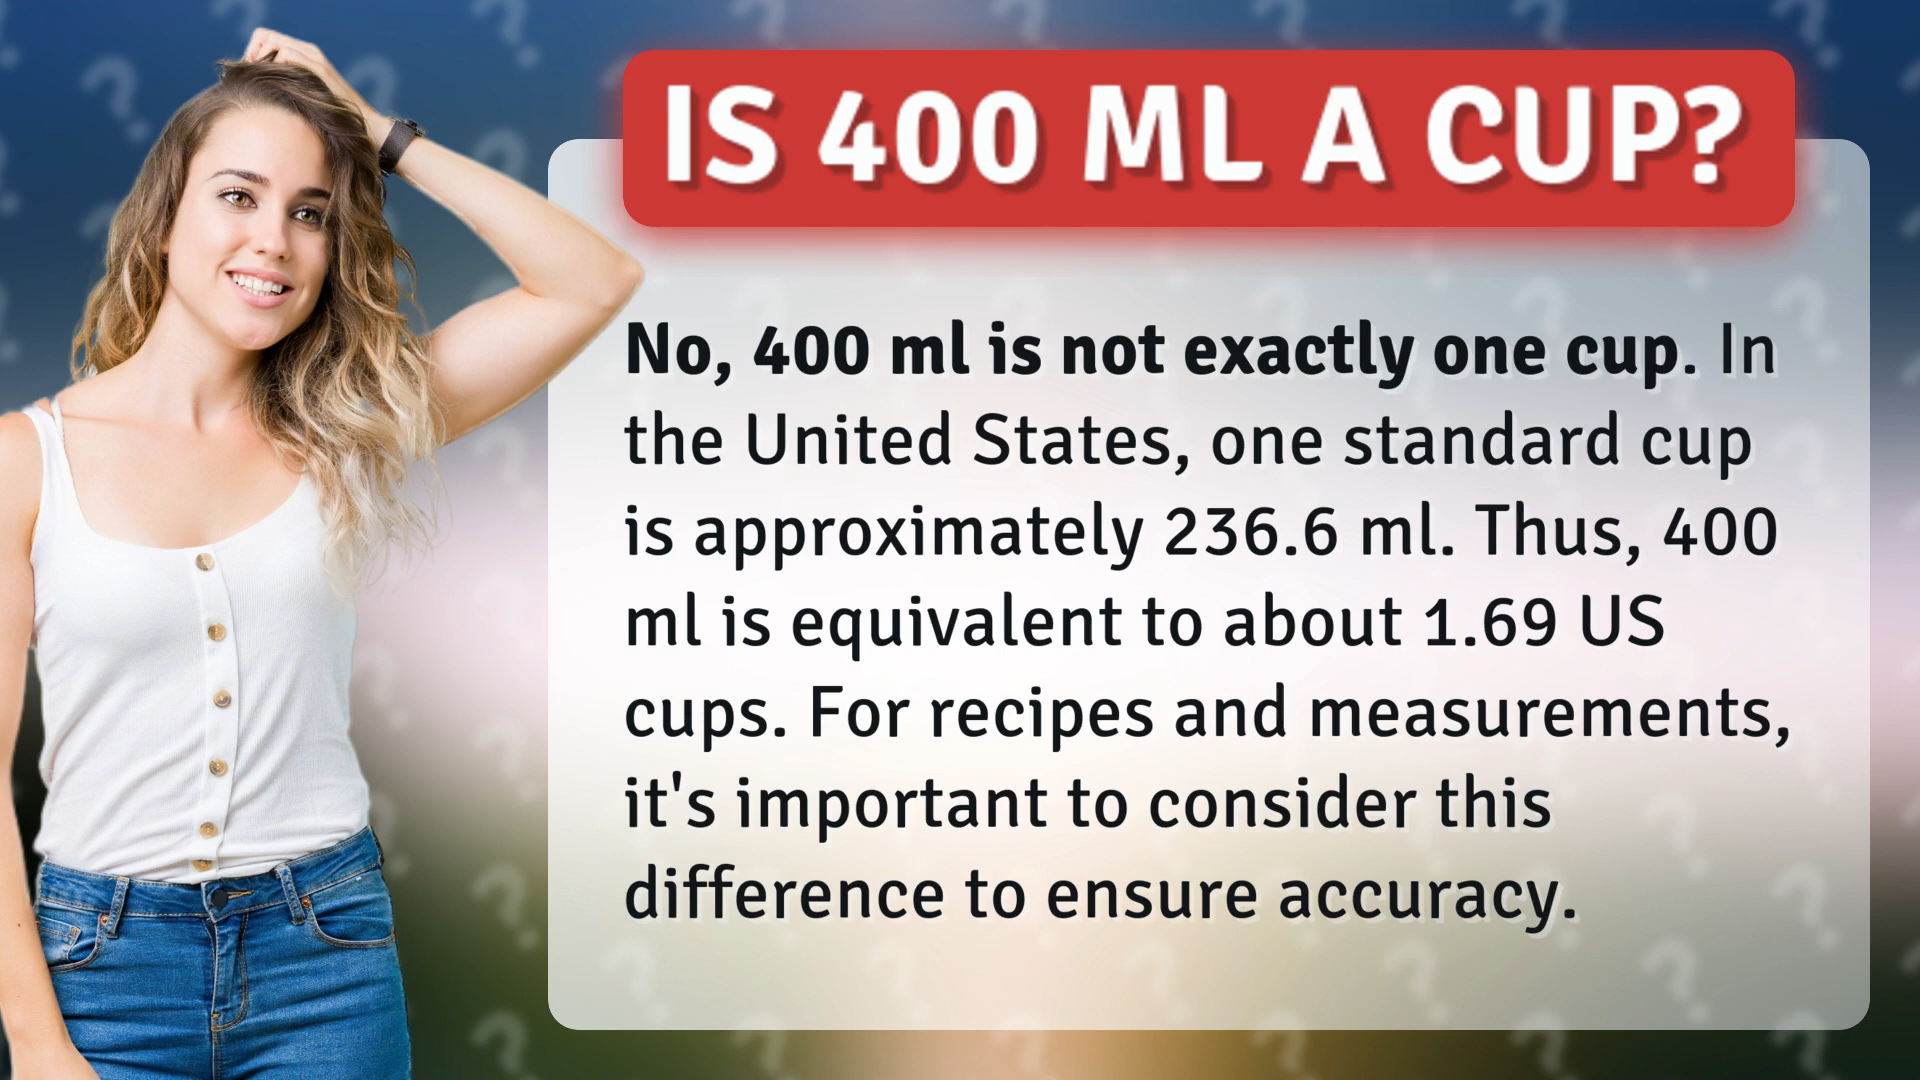 IS 400 ML A CUP?
No, 400 ml is not exactly one cup. In
the United States, one standard cup
is approximately 236.6 ml. Thus, 400
ml is equivalent to about 1.69 US
cups. For recipes and measurements,
it's important to consider this
difference to ensure accuracy.